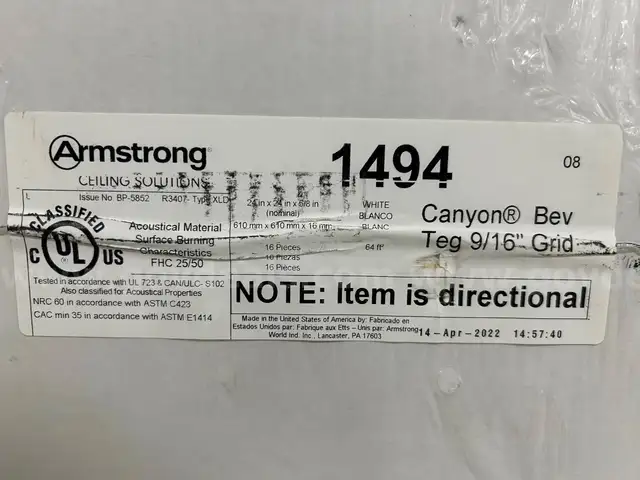 Armstrong
CEILING SOLUTIONS
1494
08
L
Issue No. BP-5852 R3407- Type XLD
CLASSIFIED
C UL US
Acoustical Material
Surface Burning
Characteristics
FHC 25/50
Tested in accordance with UL 723 & CAN/ULC- S102
Also classified for Acoustical Properties
NRC 60 in accordance with ASTM C423
CAC min 35 in accordance with ASTM E1414
24 in x 24 in x 5/8 in
(nominal)
610 mm x 610 mm x 16 mm
16 Pieces
16 Piezas
16 Pièces
WHITE
BLANCO
BLANC
64 ft²
Canyon® Bev
Teg 9/16" Grid
NOTE: Item is directional
Made in the United States of America by: Fabricado en
Estados Unidos par: Fabrique aux Etts – Unis par: Armstrong
World Ind. Inc , Lancaster, PA 17603
14-Apr-2022 14:57:40